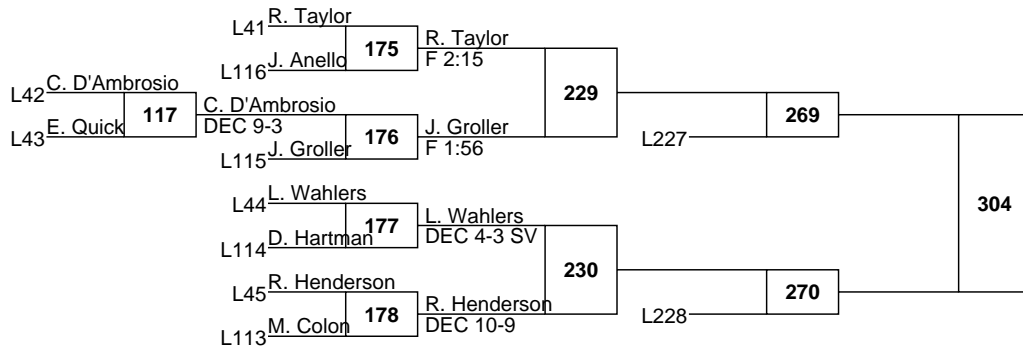 L41 R. Taylor
175
R. Taylor
F 2:15
L116 J. Anello
229
L42 C. D'Ambrosio
117
C. D'Ambrosio
DEC 9-3
L43 E. Quick
176
J. Groller
F 1:56
L115 J. Groller
269
L227
304
L44 L. Wahlers
177
L. Wahlers
DEC 4-3 SV
L114 D. Hartman
230
L45 R. Henderson
178
R. Henderson
DEC 10-9
L113 M. Colon
270
L228